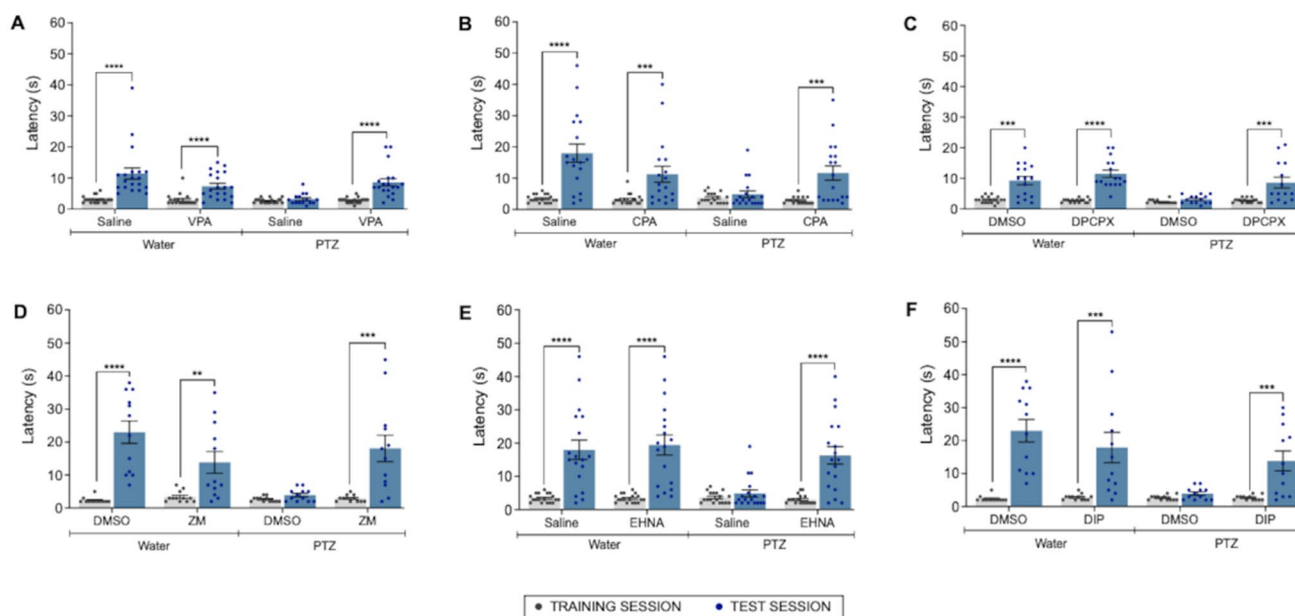 A
Latency (s)
60
50
40
30
20
10
0
****
****
****
Saline VPA Saline VPA
Water PTZ
B
Latency (s)
60
50
40
30
20
10
0
****
***
***
Saline CPA Saline CPA
Water PTZ
C
Latency (s)
60
50
40
30
20
10
0
***
****
***
DMSO DPCPX DMSO DPCPX
Water PTZ
D
Latency (s)
60
50
40
30
20
10
0
****
**
***
DMSO ZM DMSO ZM
Water PTZ
E
Latency (s)
60
50
40
30
20
10
0
****
****
****
Saline EHNA Saline EHNA
Water PTZ
F
Latency (s)
60
50
40
30
20
10
0
****
***
***
DMSO DIP DMSO DIP
Water PTZ
TRAINING SESSION TEST SESSION